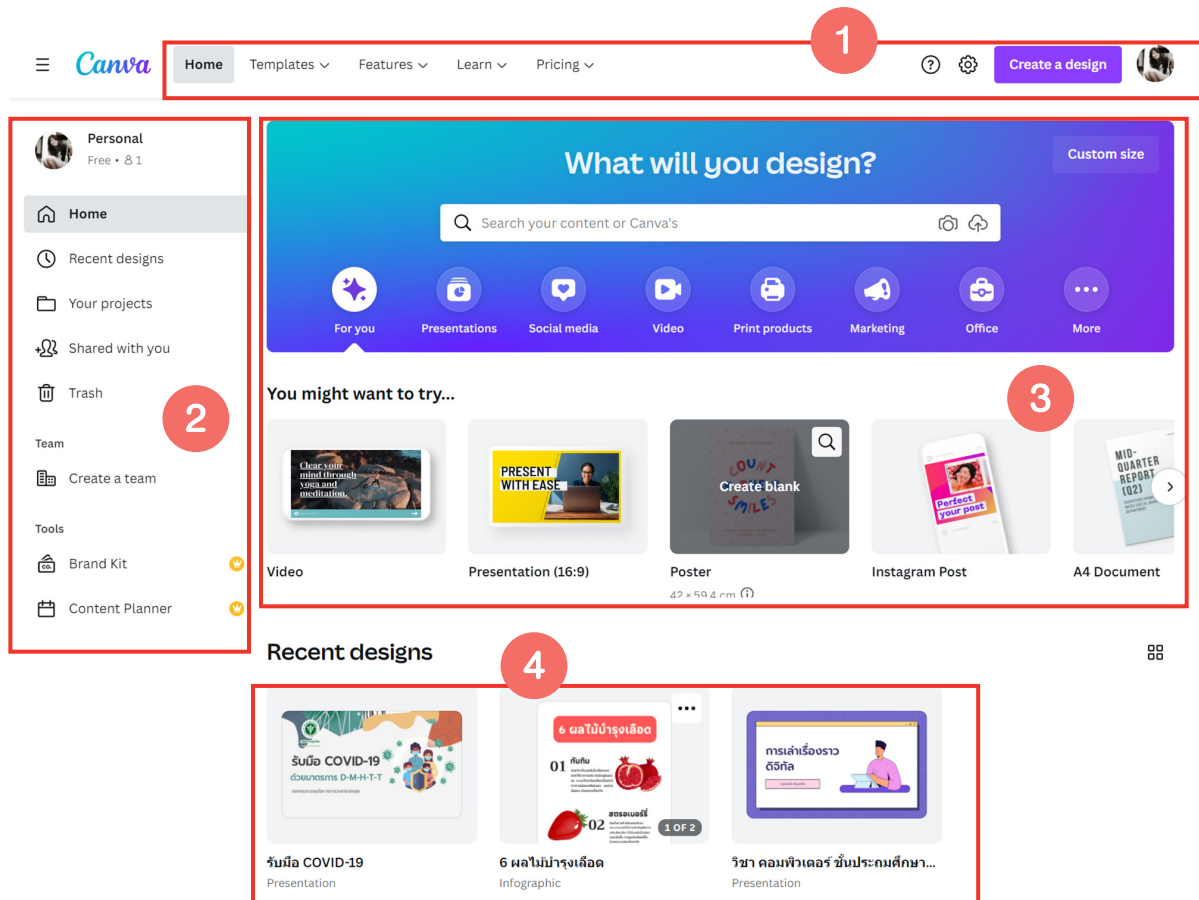 1
Canva
Home
Templates
Features
Learn
Pricing
Create a design
Personal
Free • 1
Home
Recent designs
Your projects
Shared with you
Trash
2
Team
Create a team
Tools
Brand Kit
Content Planner
What will you design?
Custom size
Search your content or Canva's
For you
Presentations
Social media
Video
Print products
Marketing
Office
More
You might want to try...
3
Clear your
mind through
yoga and
meditation.
Video
PRESENT
WITH EASE
Presentation (16:9)
COUNT
YOUR
SMILES
Create blank
Poster
42 × 59.4 cm
Perfect
your post
Instagram Post
MID-
QUARTER
REPORT
(Q2)
A4 Document
Recent designs
4
รับมือ COVID-19
ด้วยมาตรการ D-M-H-T-T
รับมือ COVID-19
Presentation
6 ผลไม้บำรุงเลือด
01 ทับทิม
สตรอเบอร์รี่
02
1 OF 2
6 ผลไม้บำรุงเลือด
Infographic
การเล่าเรื่องราว
ดิจิทัล
วิชา คอมพิวเตอร์ ชั้นประถมศึกษา...
Presentation